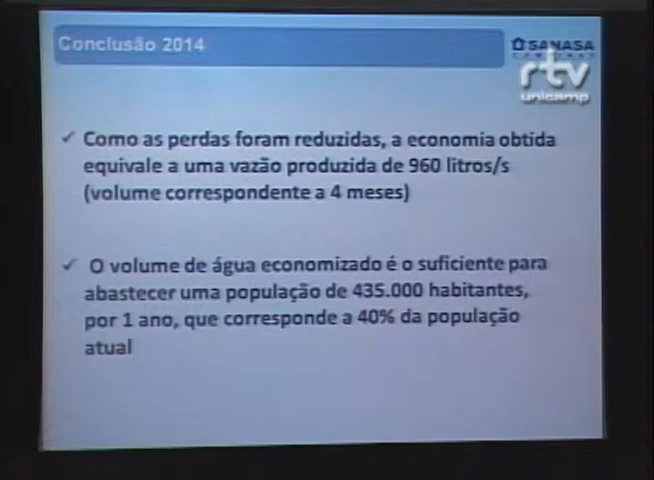 Conclusão 2014
SANASA
CAMPINAS
rtv
unicamp
✓ Como as perdas foram reduzidas, a economia obtida
equivale a uma vazão produzida de 960 litros/s
(volume correspondente a 4 meses)
✓ O volume de água economizado é o suficiente para
abastecer uma população de 435.000 habitantes,
por 1 ano, que corresponde a 40% da população
atual